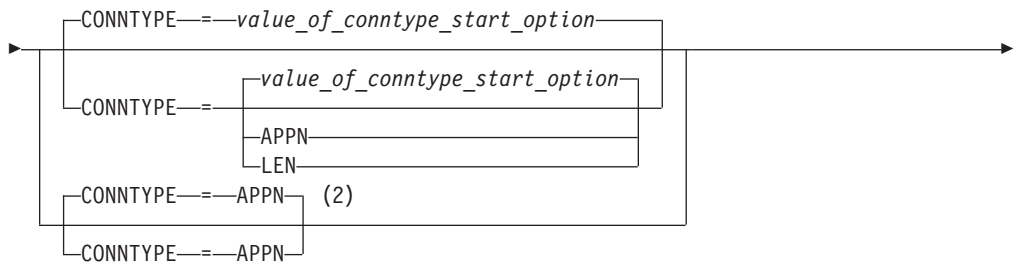 CONNTYPE = value_of_conntype_start_option
value_of_conntype_start_option
CONNTYPE =
APPN
LEN
CONNTYPE = APPN (2)
CONNTYPE = APPN